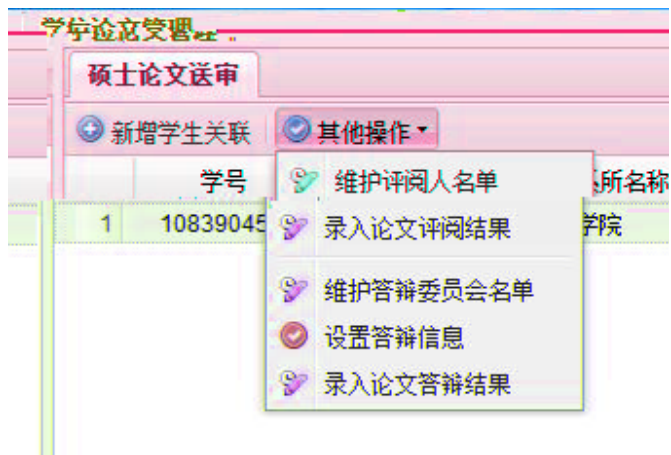 硕士论文送审
新增学生关联 其他操作
学号 维护评阅人名单 所名称
1 10839045 录入论文评阅结果 学院
维护答辩委员会名单
设置答辩信息
录入论文答辩结果